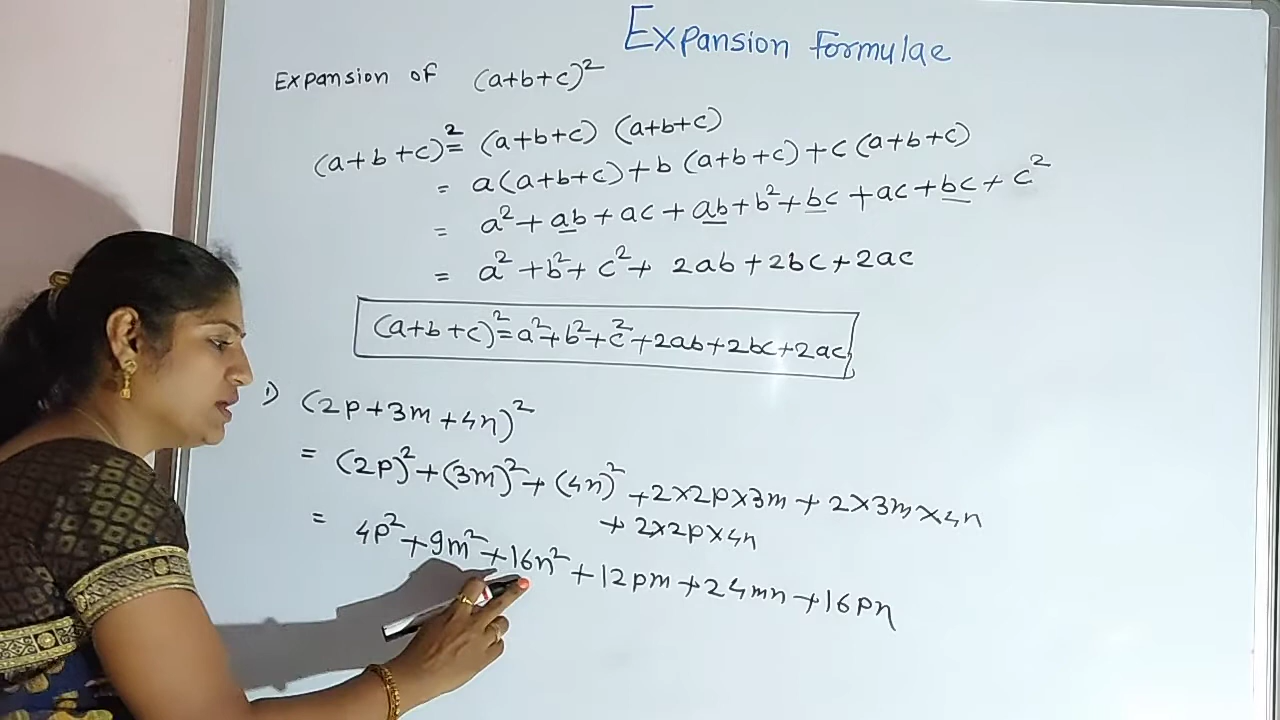 Expansion Formulae
Expansion of (a+b+c)²
(a+b+c)² = (a+b+c) (a+b+c)
= a(a+b+c)+b(a+b+c)+c(a+b+c)
= a²+ab+ac+ab+b²+bc+ac+bc+c²
= a²+b²+c²+2ab+2bc+2ac
(a+b+c)²=a²+b²+c²+2ab+2bc+2ac
1) (2p+3m+4n)²
= (2p)²+(3m)²+(4n)²+2×2p×3m+2×3m×4n
+2×2p×4n
= 4p²+9m²+16n²+12pm+24mn+16pn